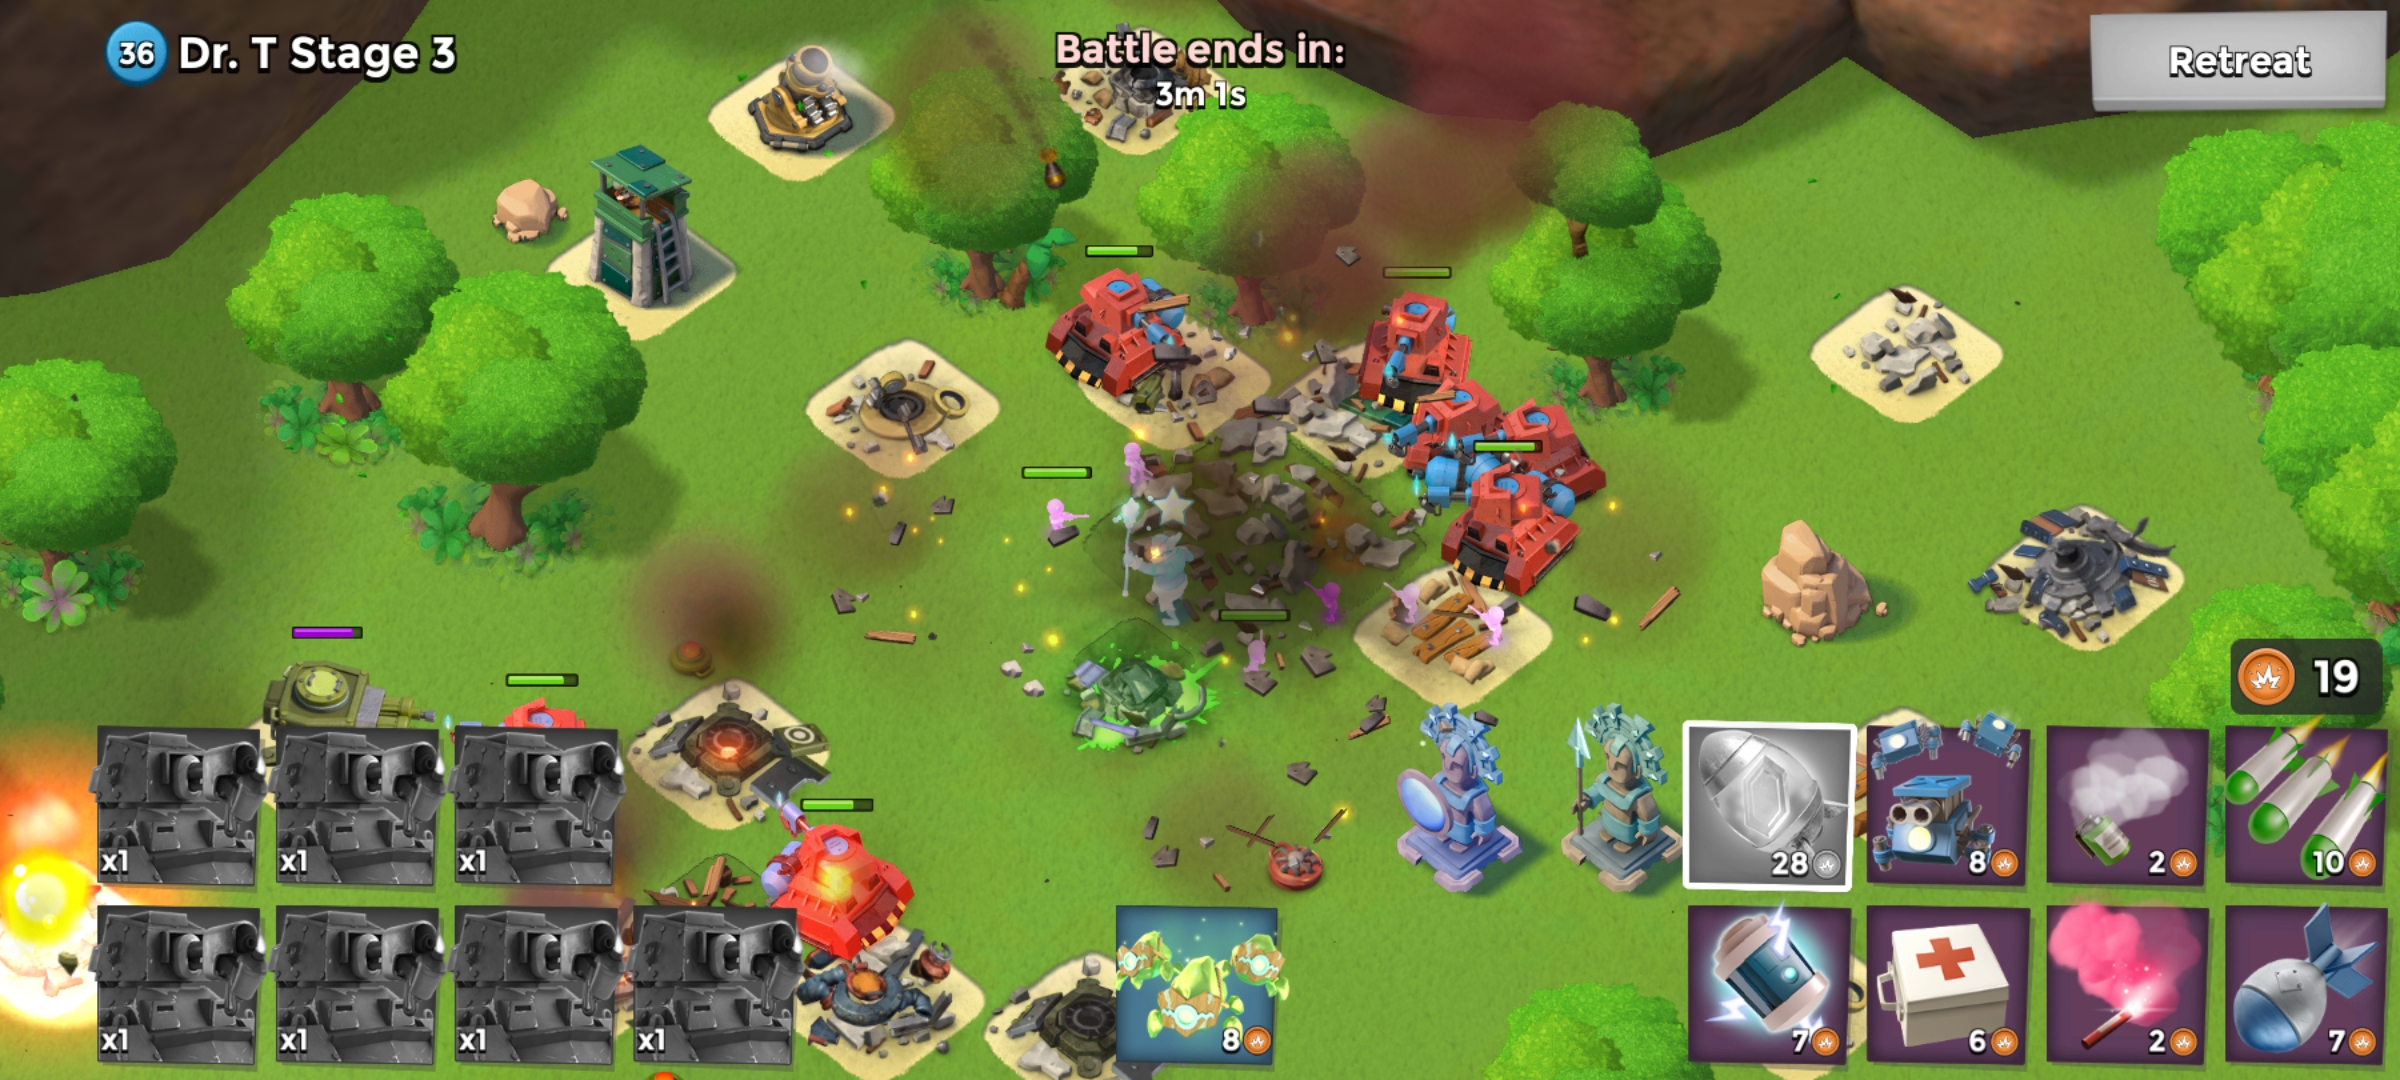 36 Dr. T Stage 3
Battle ends in:
3m 1s
Retreat
19
x1 x1 x1
28 8 2 10
x1 x1 x1 x1
8
7 6 2 7